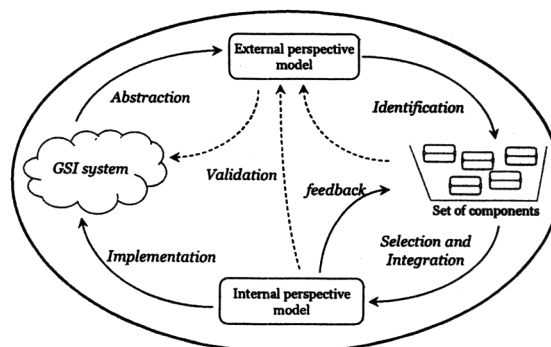 External perspective
model
Abstraction
Identification
GSI system
Validation
feedback
Set of components
Implementation
Selection and
Integration
Internal perspective
model